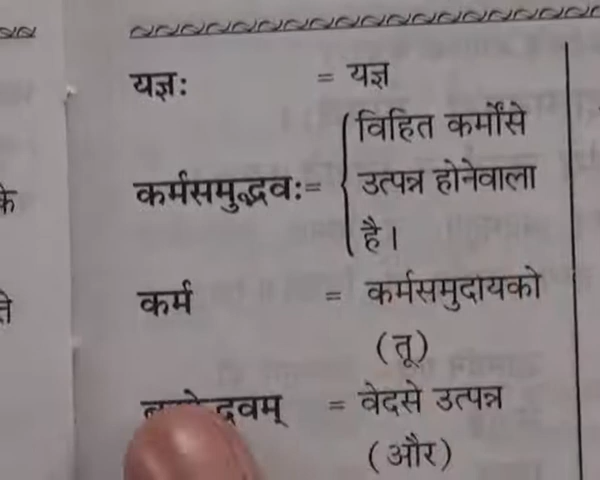 यज्ञः = यज्ञ
विहित कर्मोंसे
कर्मसमुद्भवः= उत्पन्न होनेवाला
है।
कर्म = कर्मसमुदायको
(तू)
= वेदसे उत्पन्न
(और)